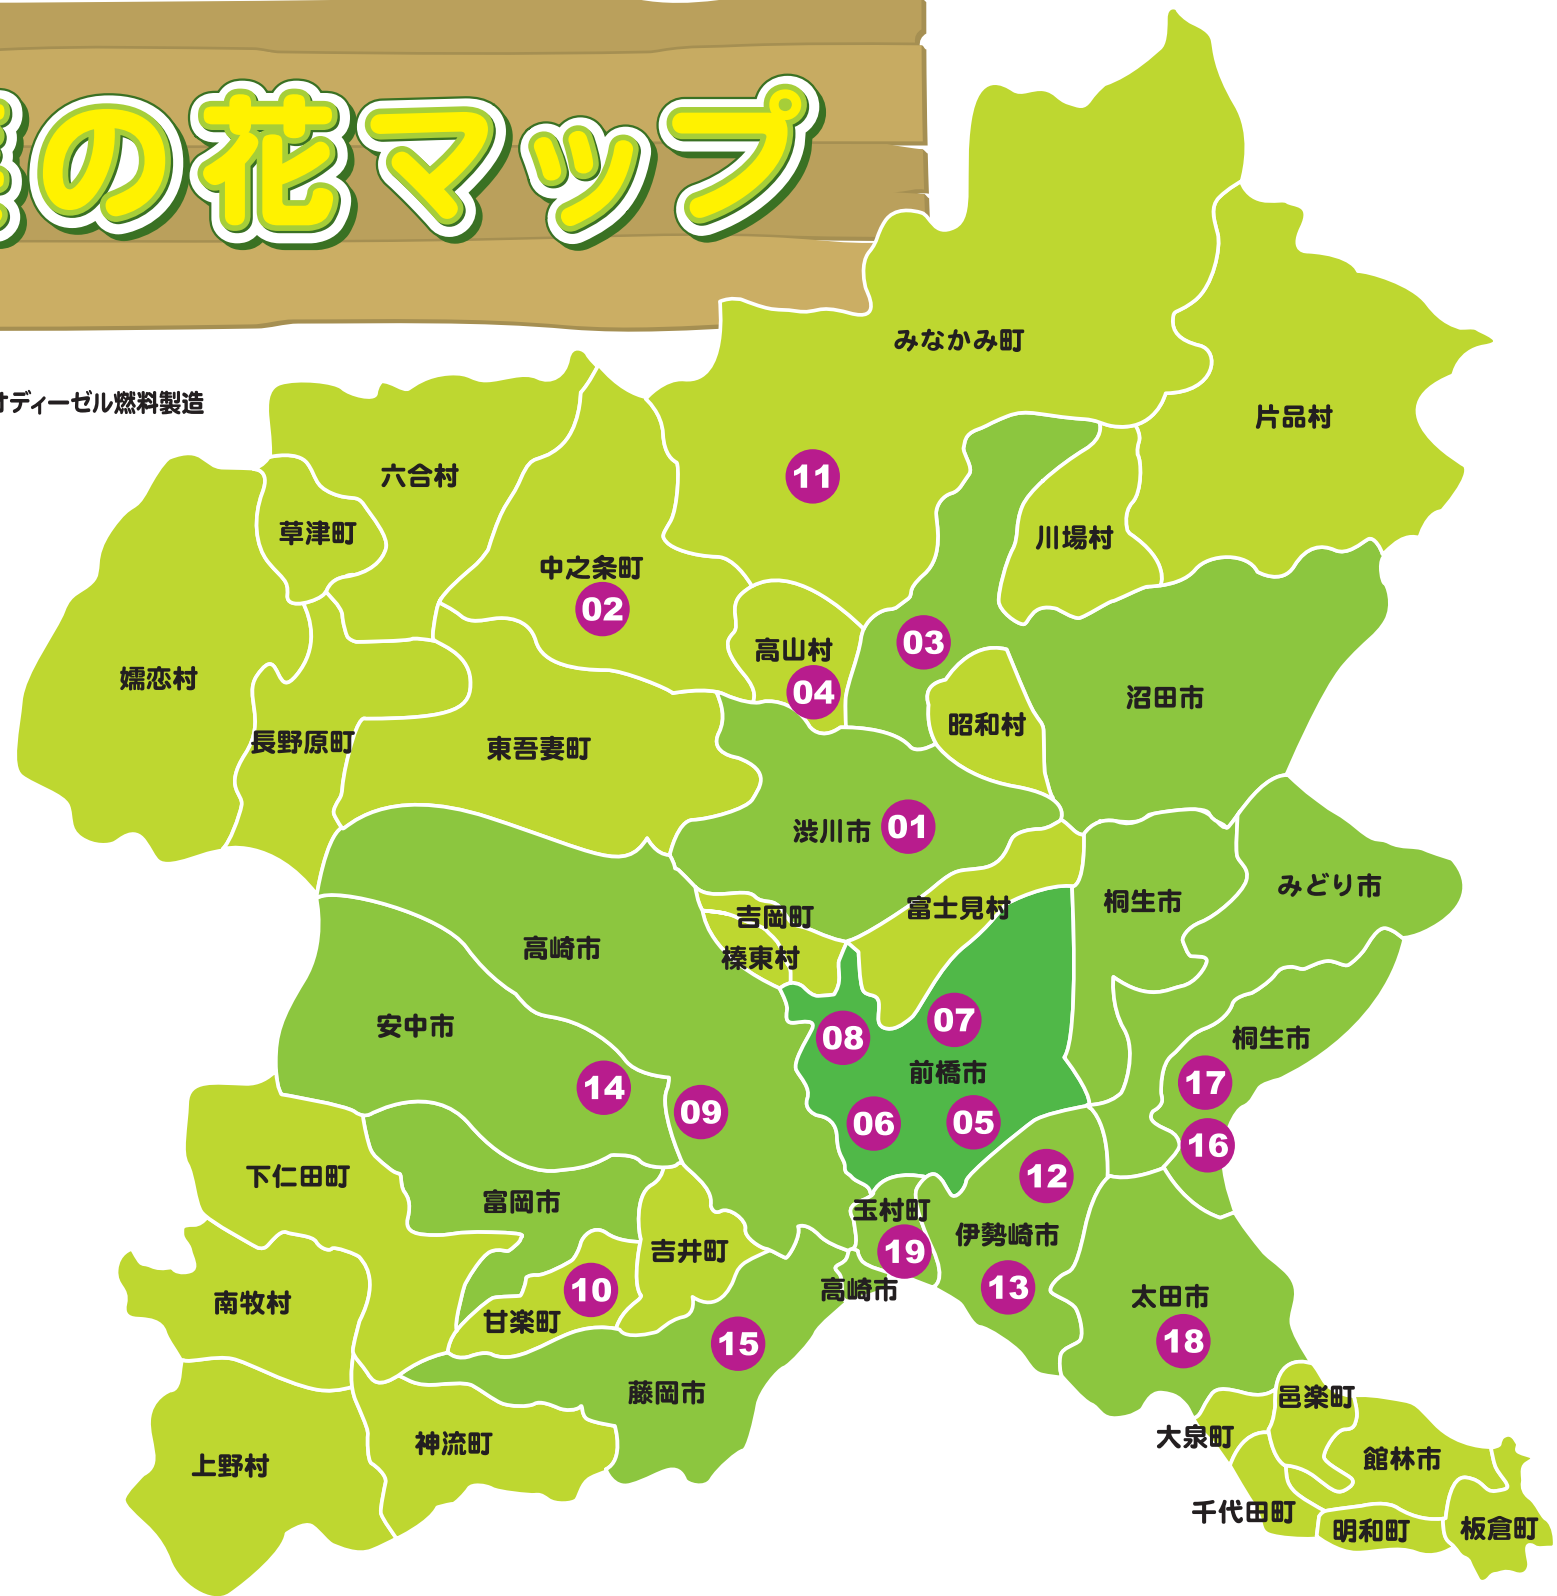 の花マップ
オディーゼル燃料製造
みなかみ町
片品村
六合村
11
草津町
川場村
中之条町
02
高山村
03
嬬恋村
04
沼田市
昭和村
長野原町
東吾妻町
渋川市 01
みどり市
桐生市
富士見村
吉岡町
高崎市
榛東村
安中市
07
08
桐生市
前橋市
14
17
09
06
05
16
12
下仁田町
富岡市
玉村町
伊勢崎市
吉井町
19
高崎市
13
10
南牧村
太田市
甘楽町
18
15
藤岡市
邑楽町
大泉町
神流町
館林市
上野村
千代田町
明和町
板倉町